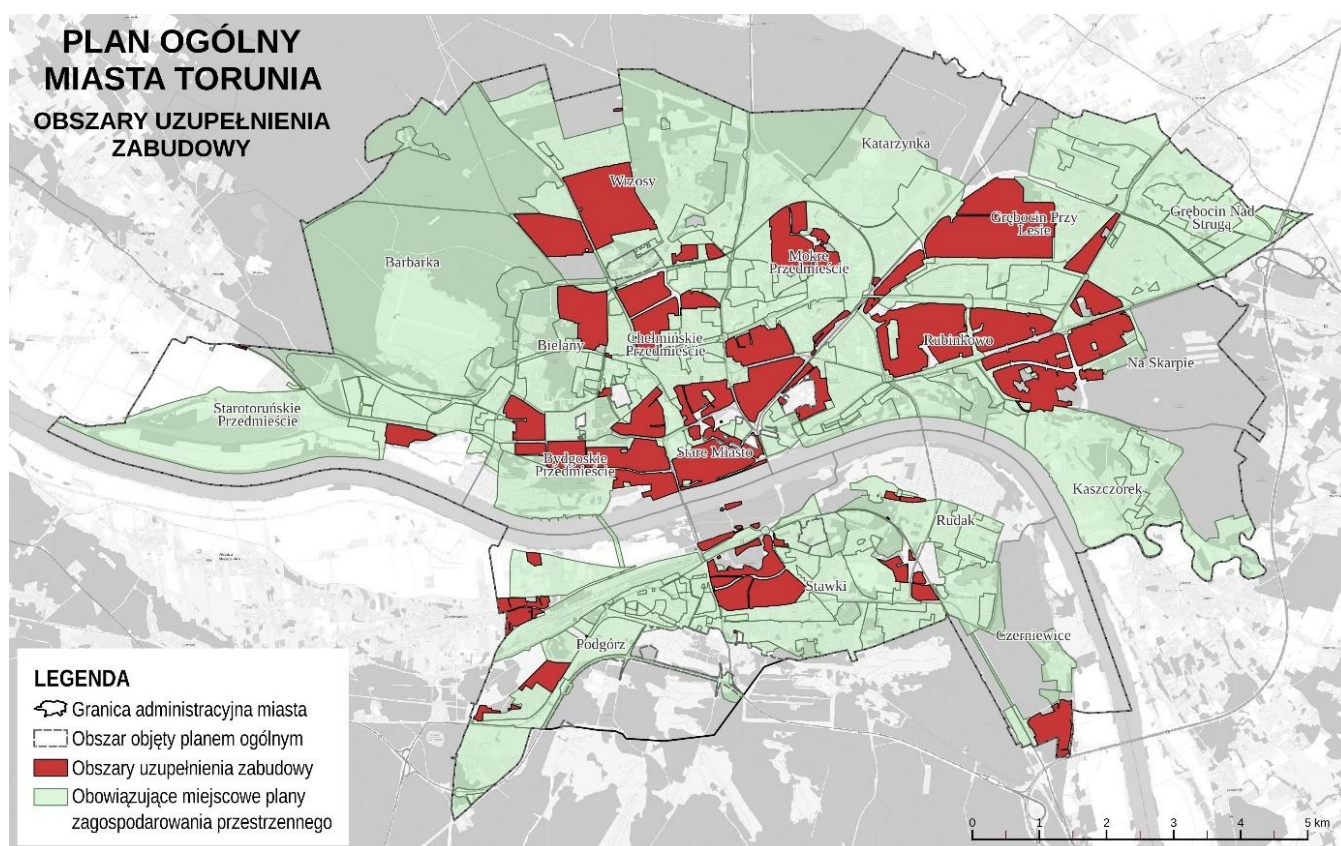 PLAN OGÓLNY
MIASTA TORUNIA
OBSZARY UZUPEŁNIENIA
ZABUDOWY
Katarzynka
Wrzosy
Grębocin Przy
Lesie
Grębocin Nad
Strugą
Barbarka
Mokre
Przedmieście
Bielany
Chełmińskie
Przedmieście
Rubinkowo
Na Skarpie
Starotoruńskie
Przedmieście
Bydgoskie
Przedmieście
Stare Miasto
Kaszczorek
Rudak
Stawki
Czerniewice
Podgórz
LEGENDA
Granica administracyjna miasta
Obszar objęty planem ogólnym
Obszary uzupełnienia zabudowy
Obowiązujące miejscowe plany
zagospodarowania przestrzennego
0 1 2 3 4 5 km